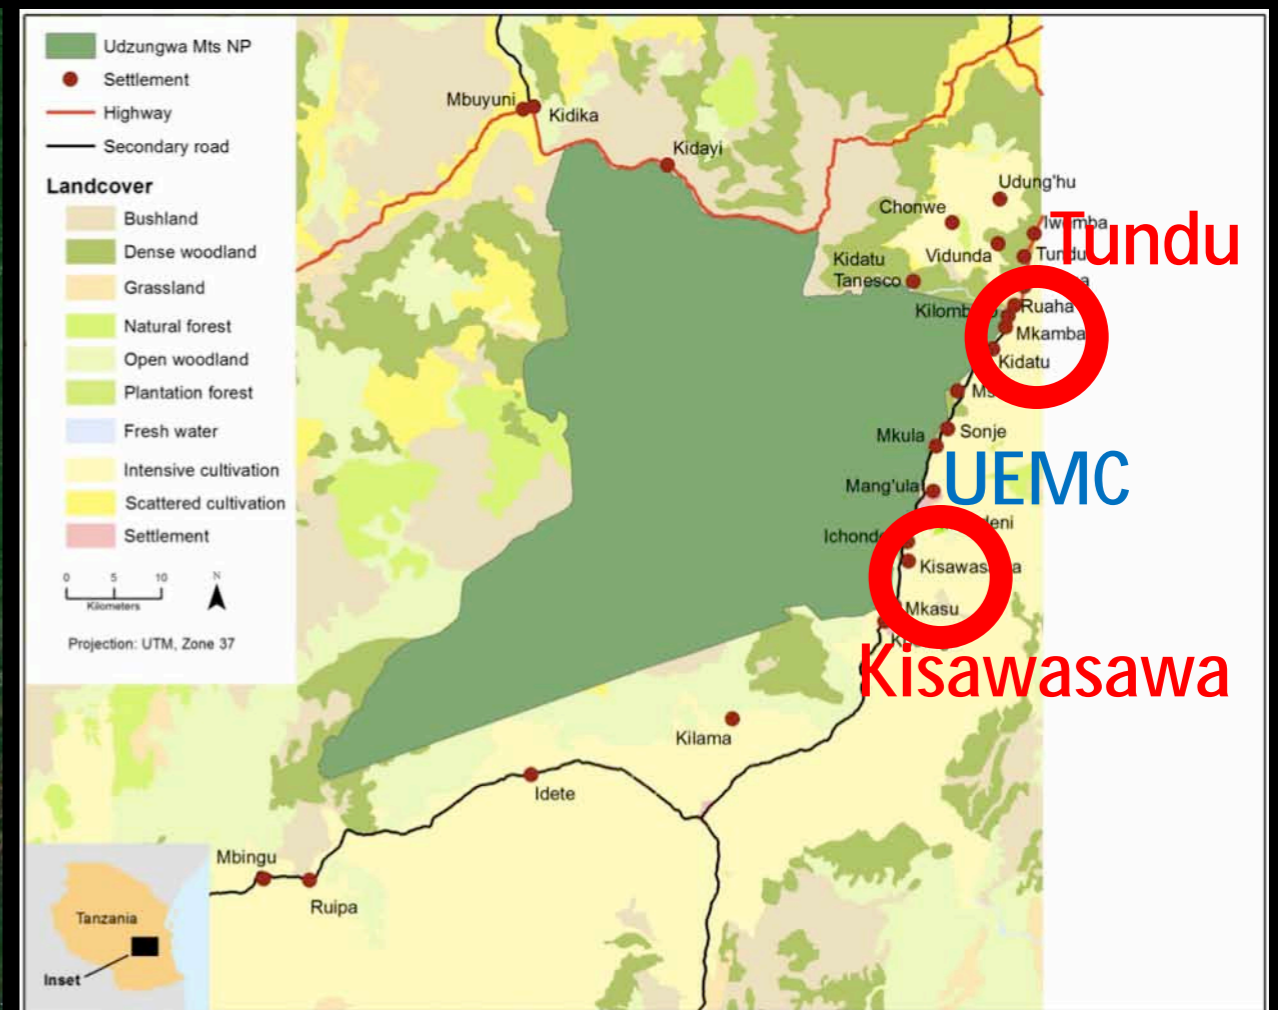 Udzungwa Mts NP
Settlement
Highway
Secondary road
Landcover
Bushland
Dense woodland
Grassland
Natural forest
Open woodland
Plantation forest
Fresh water
Intensive cultivation
Scattered cultivation
Settlement
0 5 10
Kilometers
N
Projection: UTM, Zone 37
Mbuyuni
Kidika
Kidayi
Udung'hu
Chonwe
Tundu
Vidunda
Tundu
Kidatu
Tanesco
Ruaha
Mkamba
Kidatu
Sonje
Mkula
UEMC
Mang'ula
Mkasu
Kisawasawa
Kilama
Idete
Mbingu
Ruipa
Tanzania
Inset